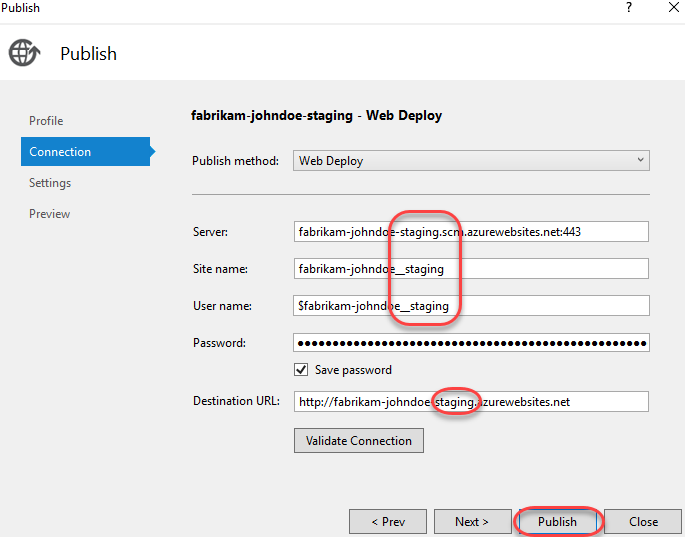 Publish ? X
Publish
Profile
Connection
Settings
Preview
fabrikam-johndoe-staging - Web Deploy
Publish method: Web Deploy
Server: fabrikam-johndoe-staging.scm.azurewebsites.net:443
Site name: fabrikam-johndoe__staging
User name: $fabrikam-johndoe__staging
Password: ●●●●●●●●●●●●●●●●●●●●●●●●●●●●●●●●●●●●●●●●●●●●●●●●●●
Save password
Destination URL: http://fabrikam-johndoe-staging.azurewebsites.net
Validate Connection
< Prev Next > Publish Close